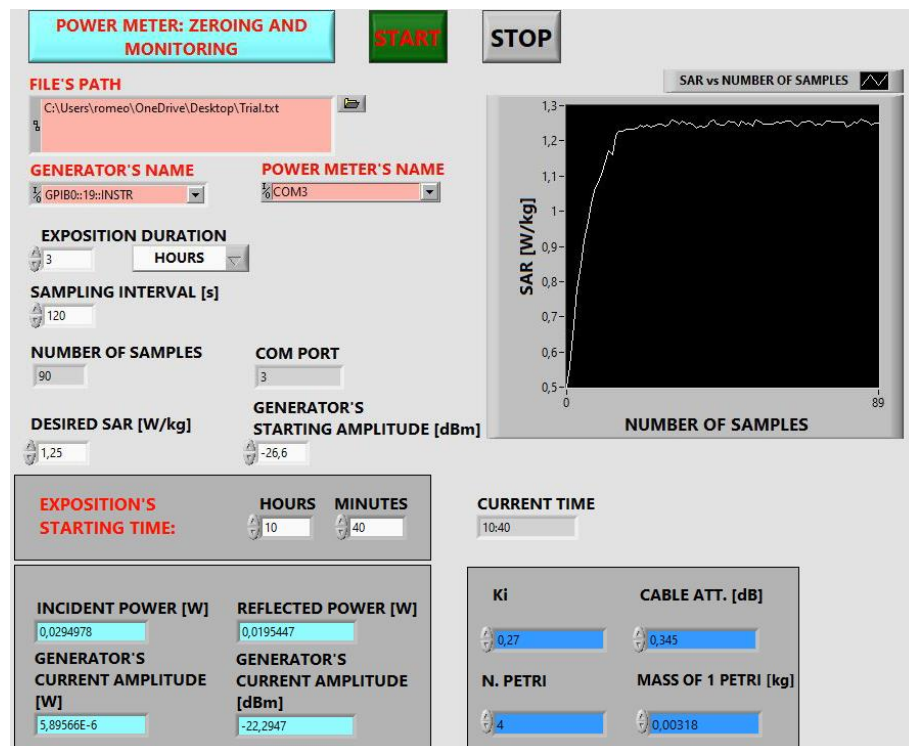 POWER METER: ZEROING AND
MONITORING
START
STOP
SAR vs NUMBER OF SAMPLES
FILE'S PATH
C:\Users\romeo\OneDrive\Desktop\Trial.txt
GENERATOR'S NAME
POWER METER'S NAME
GPIB0::19::INSTR
COM3
EXPOSITION DURATION
3
HOURS
SAMPLING INTERVAL [s]
120
NUMBER OF SAMPLES
COM PORT
90
3
DESIRED SAR [W/kg]
GENERATOR'S
STARTING AMPLITUDE [dBm]
1,25
-26,6
SAR [W/kg]
1,3
1,2
1,1
1
0,9
0,8
0,7
0,6
0,5
0
89
NUMBER OF SAMPLES
EXPOSITION'S
STARTING TIME:
HOURS
MINUTES
10
40
CURRENT TIME
10:40
INCIDENT POWER [W]
REFLECTED POWER [W]
0,0294978
0,0195447
GENERATOR'S
CURRENT AMPLITUDE
[W]
GENERATOR'S
CURRENT AMPLITUDE
[dBm]
5,89566E-6
-22,2947
Ki
CABLE ATT. [dB]
0,27
0,345
N. PETRI
MASS OF 1 PETRI [kg]
4
0,00318